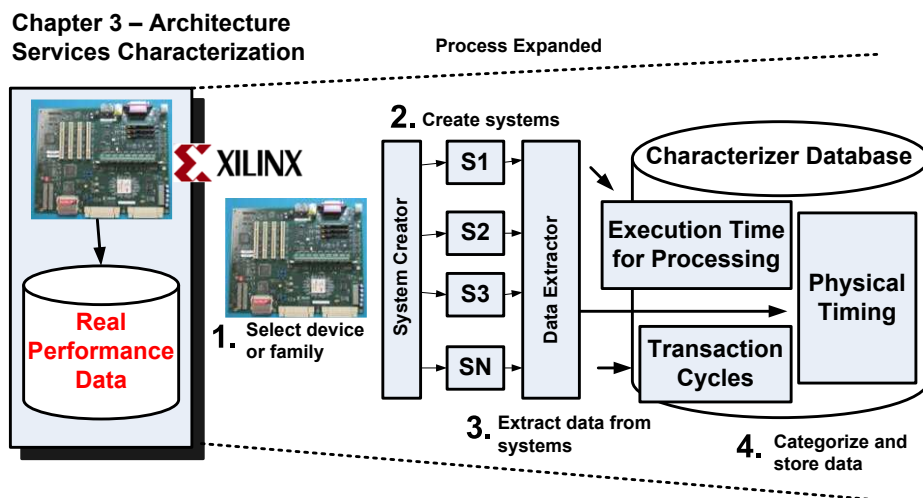 Chapter 3 – Architecture
Services Characterization
Process Expanded
XILINX
Real
Performance
Data
1. Select device
or family
2. Create systems
System Creator
S1
S2
S3
SN
Data Extractor
3. Extract data from
systems
Characterizer Database
Execution Time
for Processing
Transaction
Cycles
Physical
Timing
4. Categorize and
store data